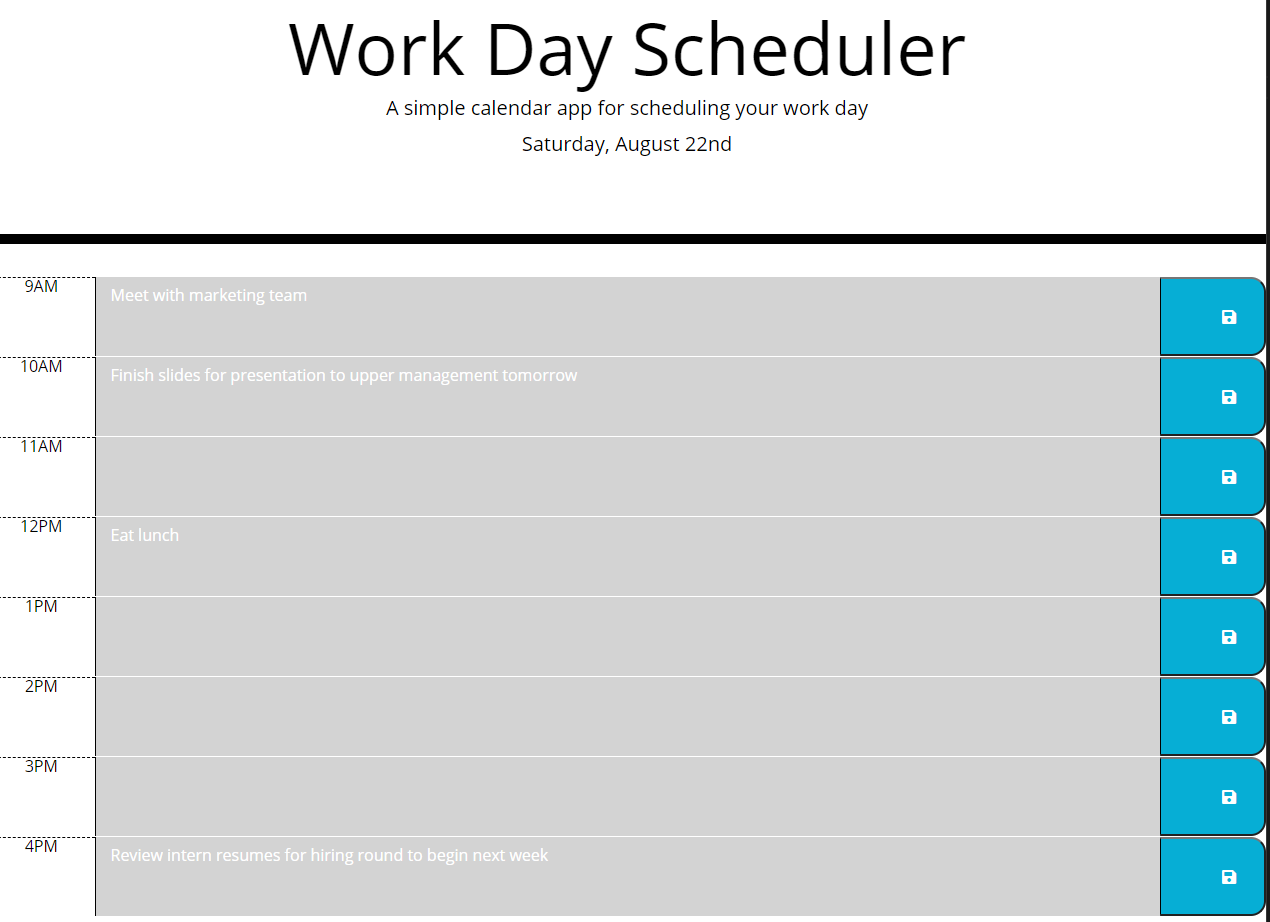 Work Day Scheduler
A simple calendar app for scheduling your work day
Saturday, August 22nd
9AM
Meet with marketing team
10AM
Finish slides for presentation to upper management tomorrow
11AM
12PM
Eat lunch
1PM
2PM
3PM
4PM
Review intern resumes for hiring round to begin next week